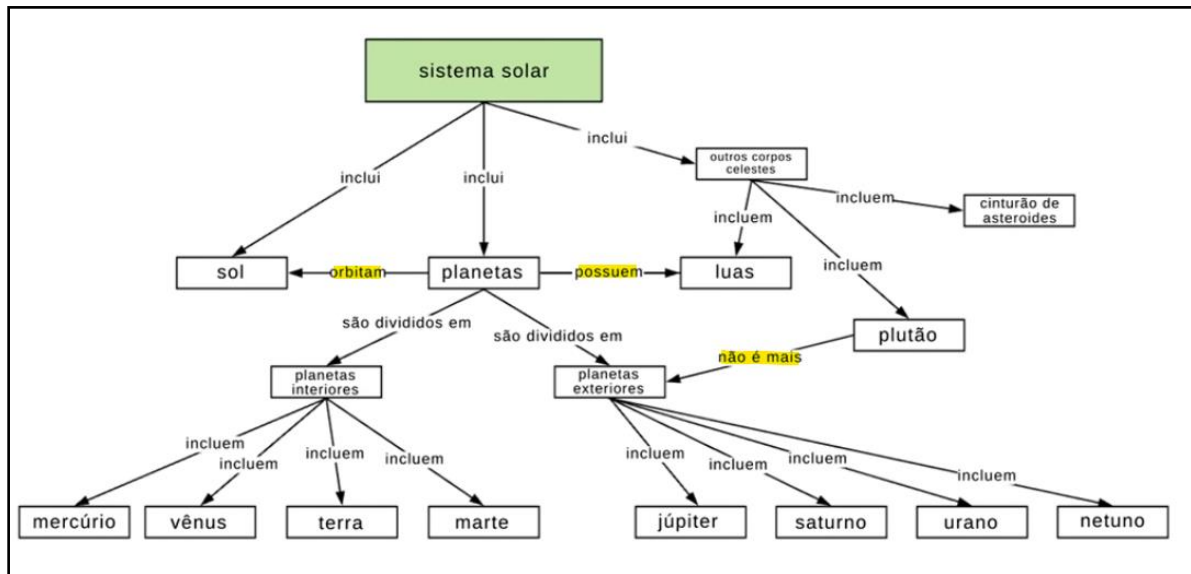 sistema solar
inclui
outros corpos
celestes
inclui
inclui
incluem
cinturão de
asteroides
incluem
incluem
sol
orbitam
planetas
possuem
luas
são divididos em
são divididos em
plutão
não é mais
planetas
interiores
planetas
exteriores
incluem
incluem
incluem
incluem
incluem
incluem
incluem
incluem
mercúrio
vênus
terra
marte
júpiter
saturno
urano
netuno